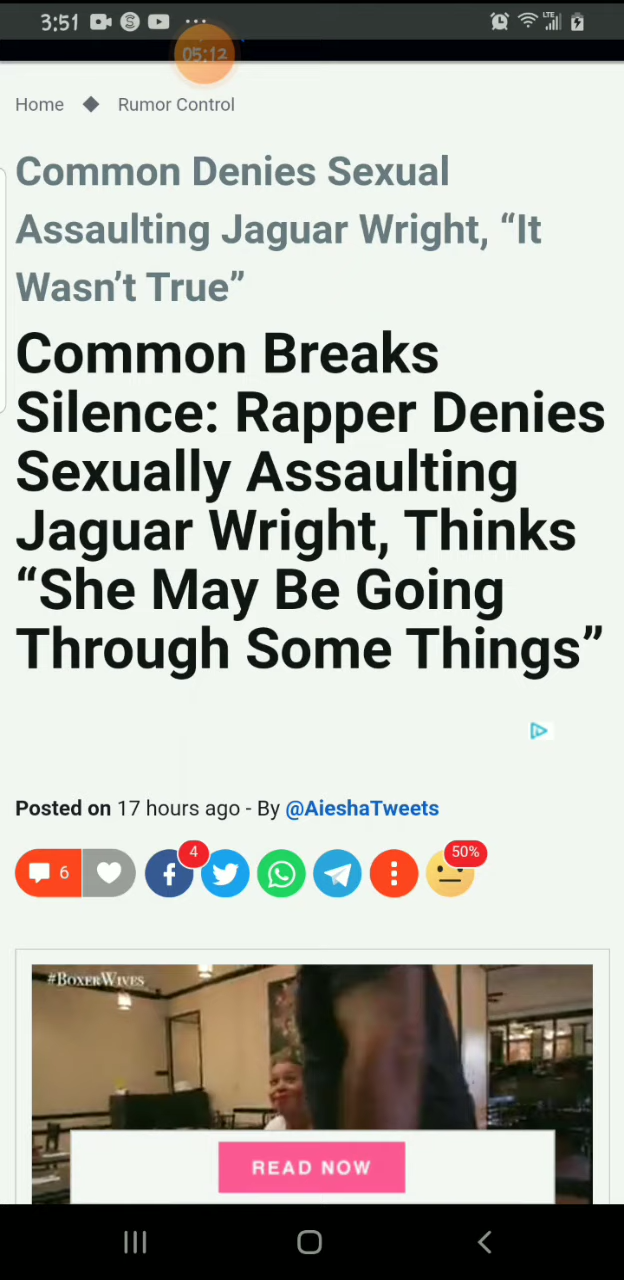 3:51
LTE
05:12
Home ◆ Rumor Control
Common Denies Sexual
Assaulting Jaguar Wright, “It
Wasn’t True”
Common Breaks
Silence: Rapper Denies
Sexually Assaulting
Jaguar Wright, Thinks
“She May Be Going
Through Some Things”
Posted on 17 hours ago - By @AieshaTweets
6
4
50%
#BoxerWives
READ NOW